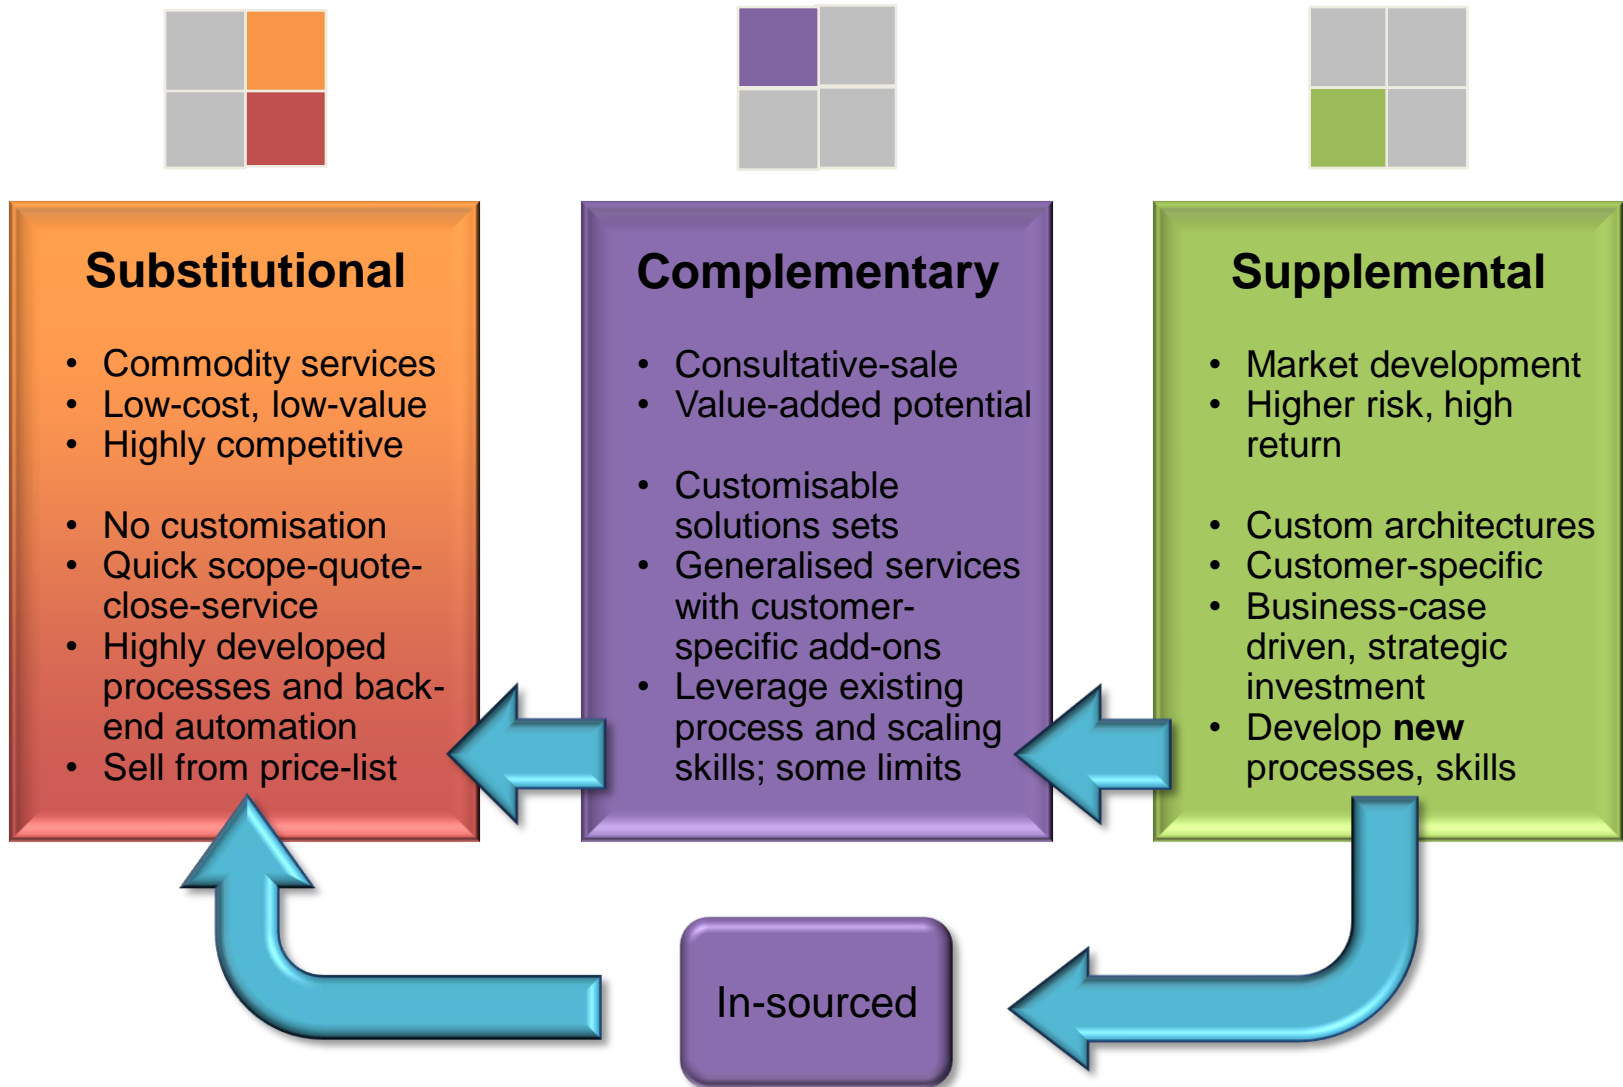 Substitutional
• Commodity services
• Low-cost, low-value
• Highly competitive
• No customisation
• Quick scope-quote-
close-service
• Highly developed
processes and back-
end automation
• Sell from price-list
Complementary
• Consultative-sale
• Value-added potential
• Customisable
solutions sets
• Generalised services
with customer-
specific add-ons
• Leverage existing
process and scaling
skills; some limits
Supplemental
• Market development
• Higher risk, high
return
• Custom architectures
• Customer-specific
• Business-case
driven, strategic
investment
• Develop new
processes, skills
In-sourced